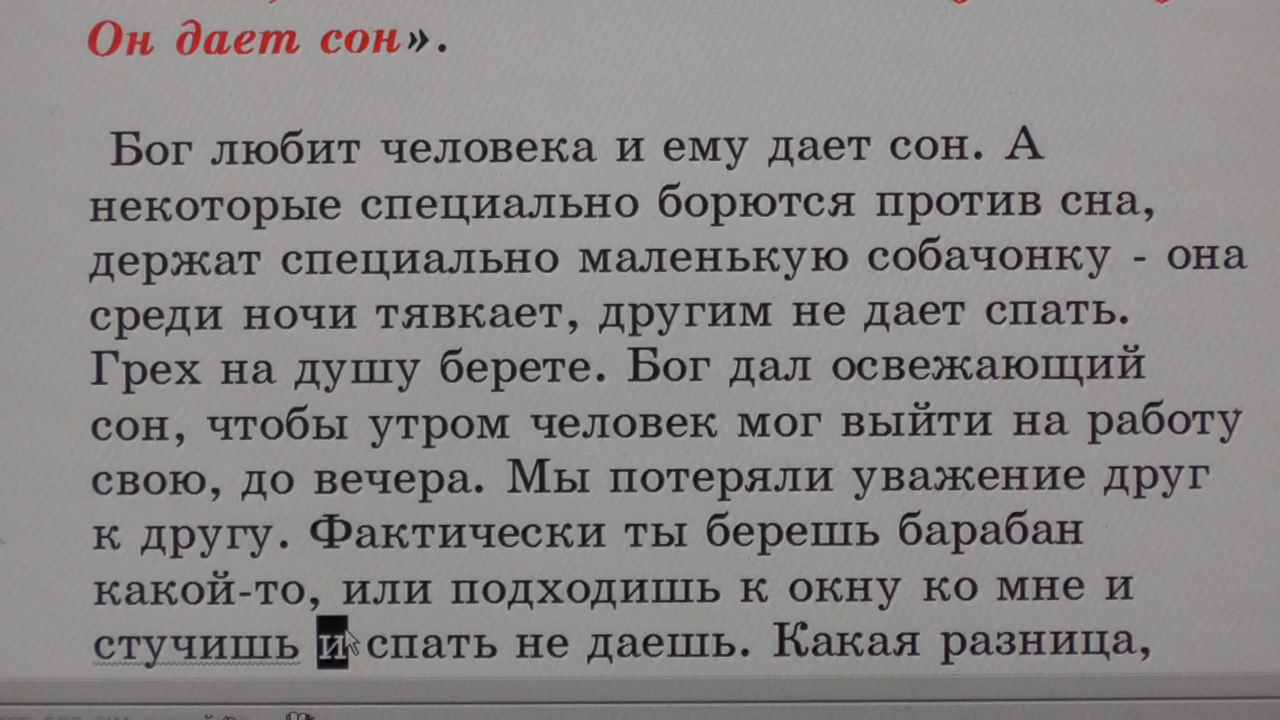 Он дает сон».
Бог любит человека и ему дает сон. А
некоторые специально борются против сна,
держат специально маленькую собачонку - она
среди ночи тявкает, другим не дает спать.
Грех на душу берете. Бог дал освежающий
сон, чтобы утром человек мог выйти на работу
свою, до вечера. Мы потеряли уважение друг
к другу. Фактически ты берешь барабан
какой-то, или подходишь к окну ко мне и
стучишь и спать не даешь. Какая разница,